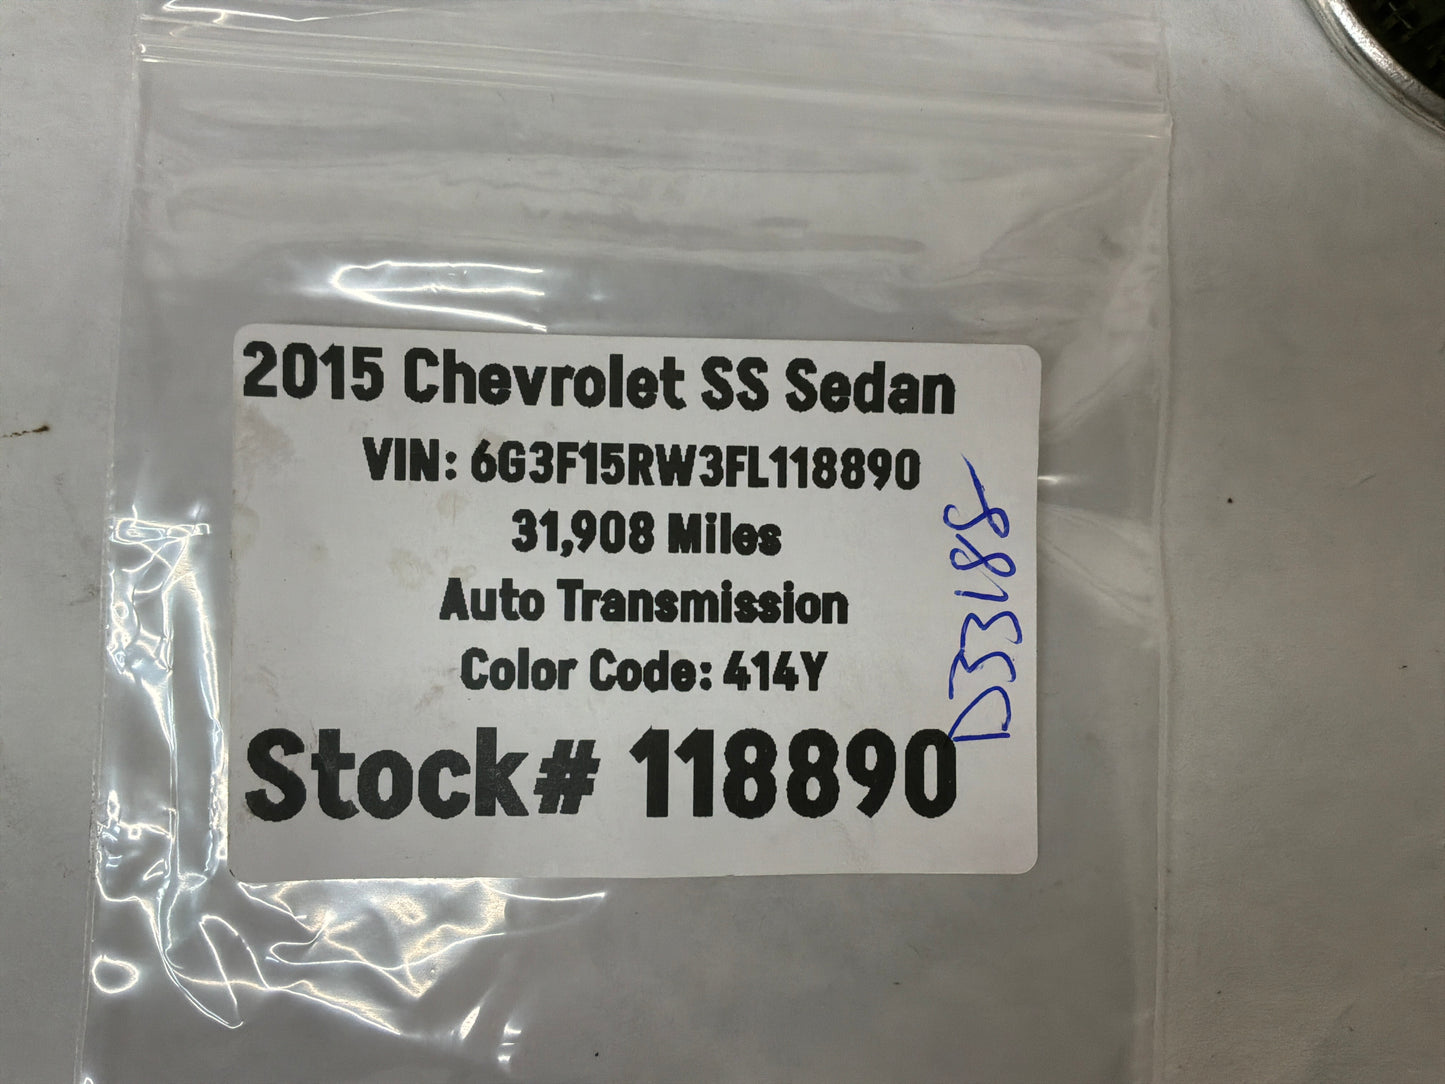 2015 Chevrolet SS Sedan
VIN: 6G3F15RW3FL118890
31,908 Miles
Auto Transmission
Color Code: 414Y
Stock# 118890
D33188